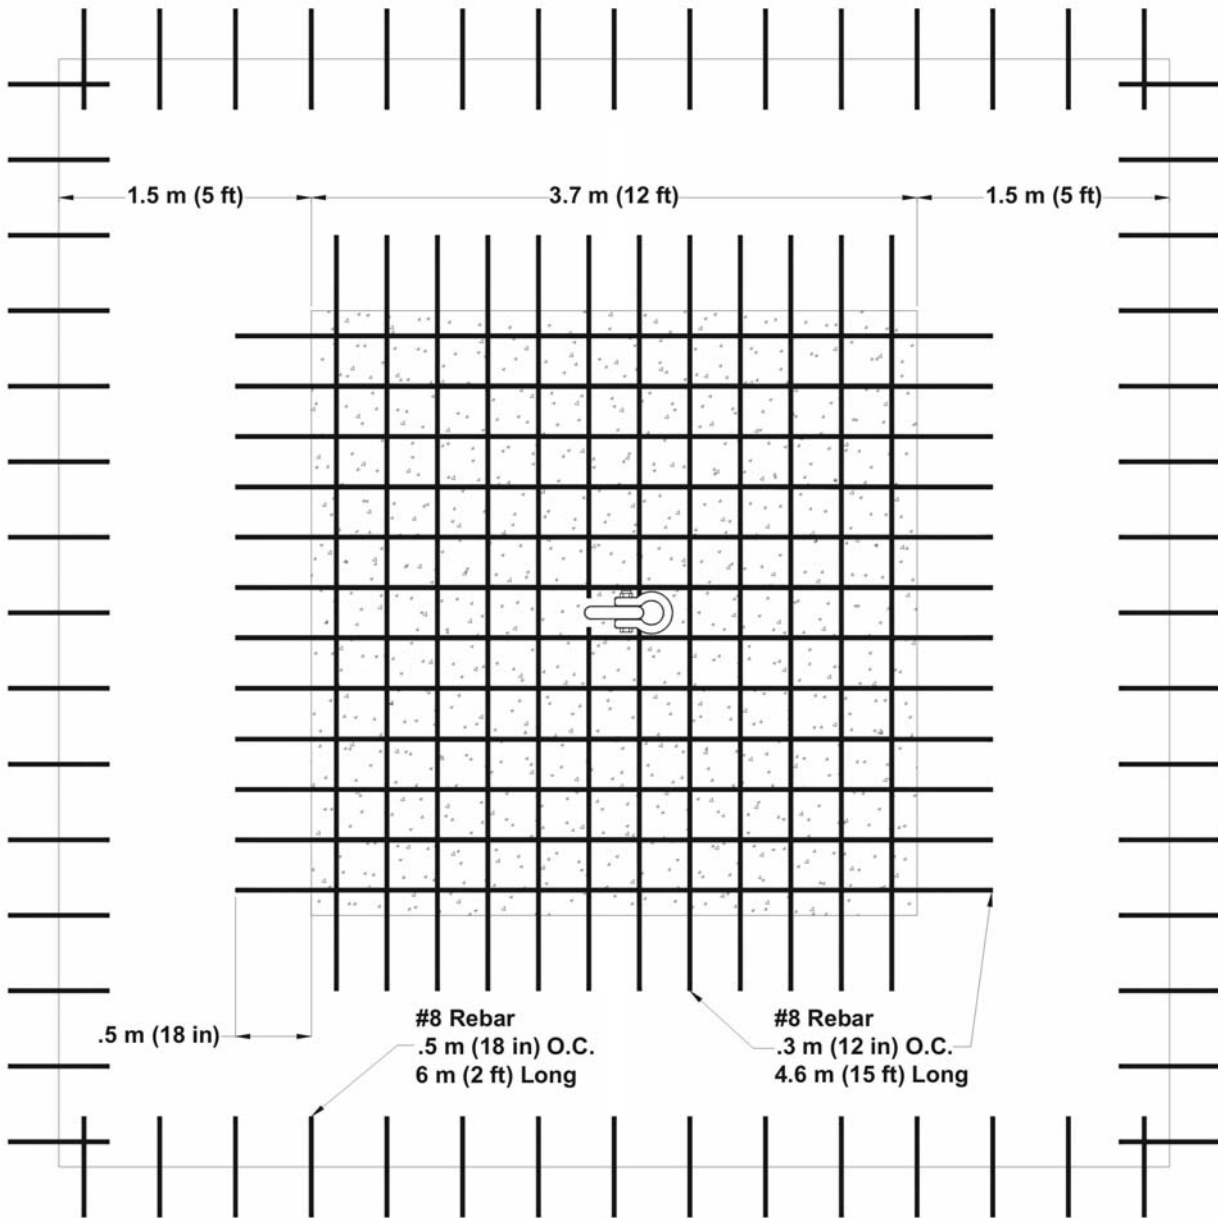 1.5 m (5 ft)
3.7 m (12 ft)
1.5 m (5 ft)
.5 m (18 in)
#8 Rebar
.5 m (18 in) O.C.
6 m (2 ft) Long
#8 Rebar
.3 m (12 in) O.C.
4.6 m (15 ft) Long